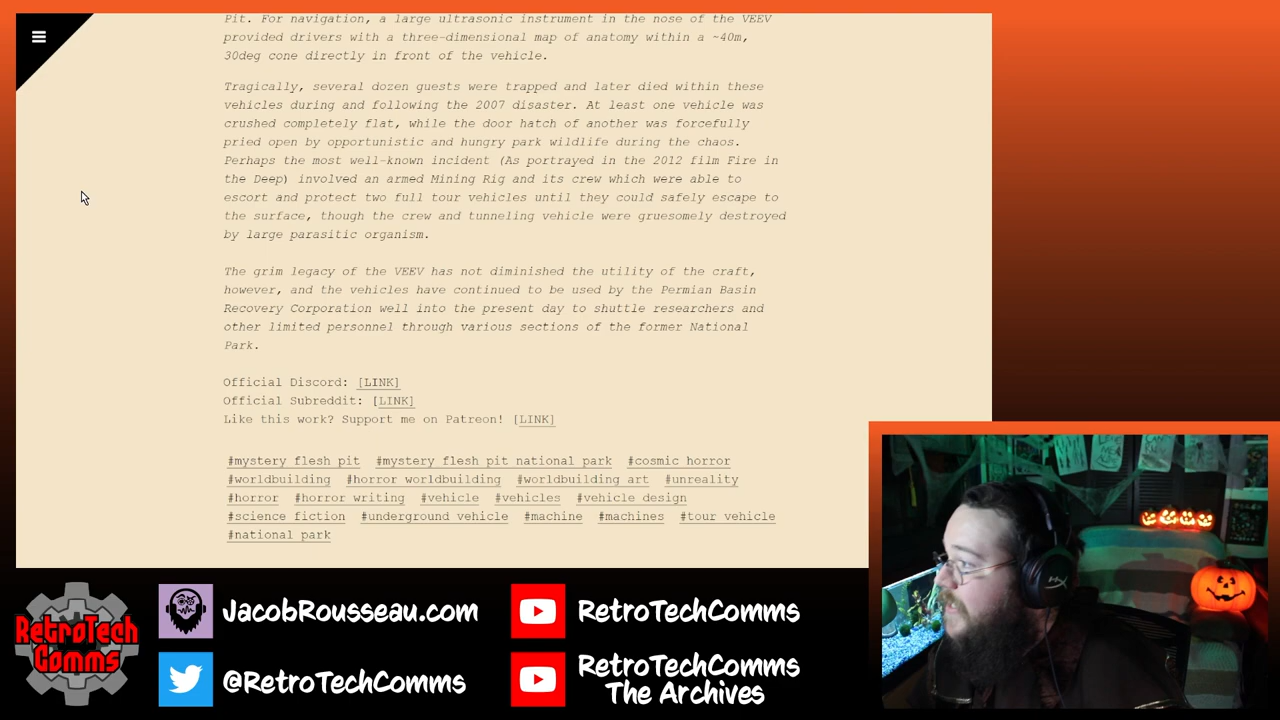 Pit. For navigation, a large ultrasonic instrument in the nose of the VEEV
provided drivers with a three-dimensional map of anatomy within a ~40m,
30deg cone directly in front of the vehicle.
Tragically, several dozen guests were trapped and later died within these
vehicles during and following the 2007 disaster. At least one vehicle was
crushed completely flat, while the door hatch of another was forcefully
pried open by opportunistic and hungry park wildlife during the chaos.
Perhaps the most well-known incident (As portrayed in the 2012 film Fire in
the Deep) involved an armed Mining Rig and its crew which were able to
escort and protect two full tour vehicles until they could safely escape to
the surface, though the crew and tunneling vehicle were gruesomely destroyed
by large parasitic organism.
The grim legacy of the VEEV has not diminished the utility of the craft,
however, and the vehicles have continued to be used by the Permian Basin
Recovery Corporation well into the present day to shuttle researchers and
other limited personnel through various sections of the former National
Park.
Official Discord: [LINK]
Official Subreddit: [LINK]
Like this work? Support me on Patreon! [LINK]
#mystery flesh pit #mystery flesh pit national park #cosmic horror
#worldbuilding #horror worldbuilding #worldbuilding art #unreality
#horror #horror writing #vehicle #vehicles #vehicle design
#science fiction #underground vehicle #machine #machines #tour vehicle
#national park
RetroTech
Comms
JacobRousseau.com
RetroTechComms
@RetroTechComms
RetroTechComms
The Archives